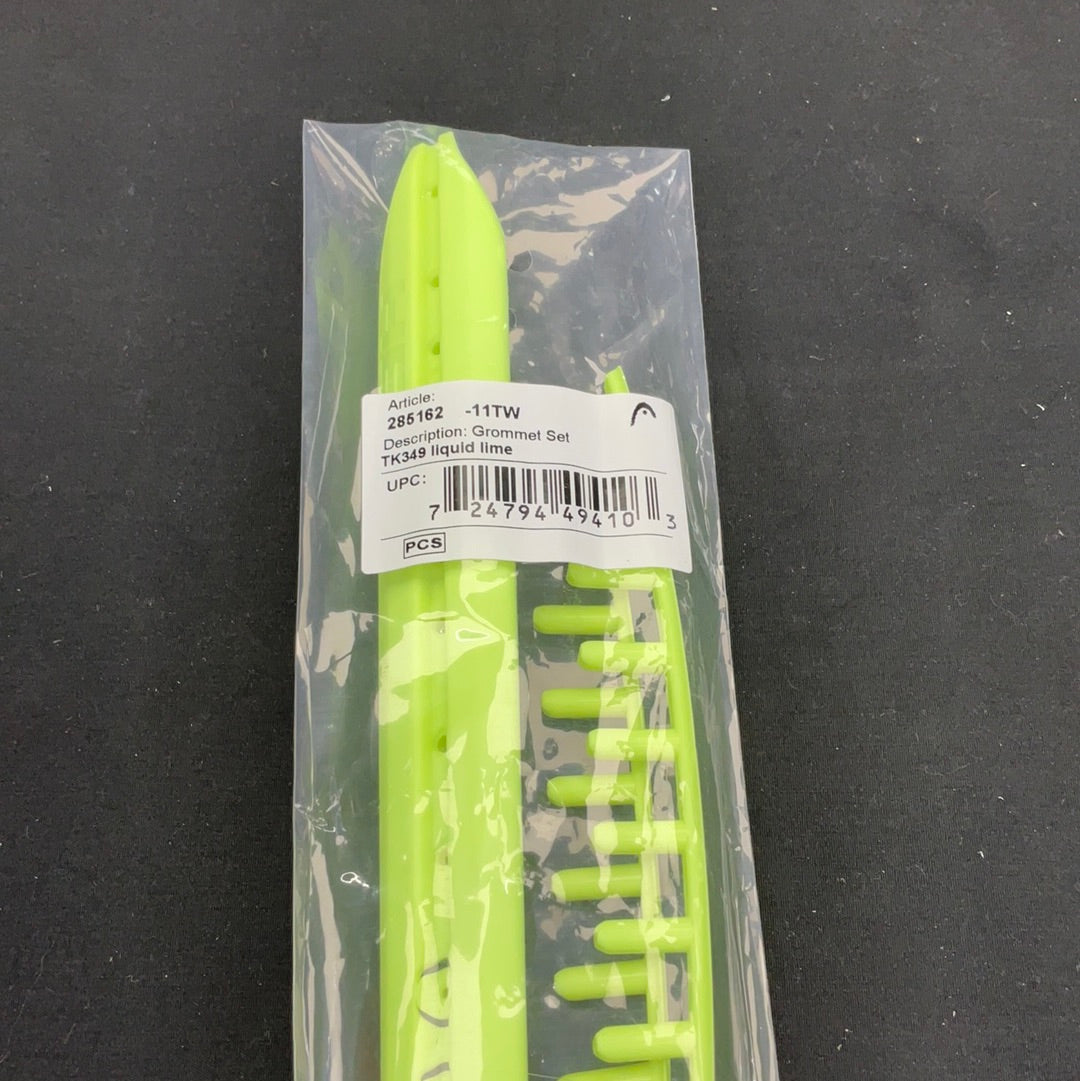 Article:
285162 -11TW
Description: Grommet Set
TK349 liquid lime
UPC:
7 24794 49410 3
PCS